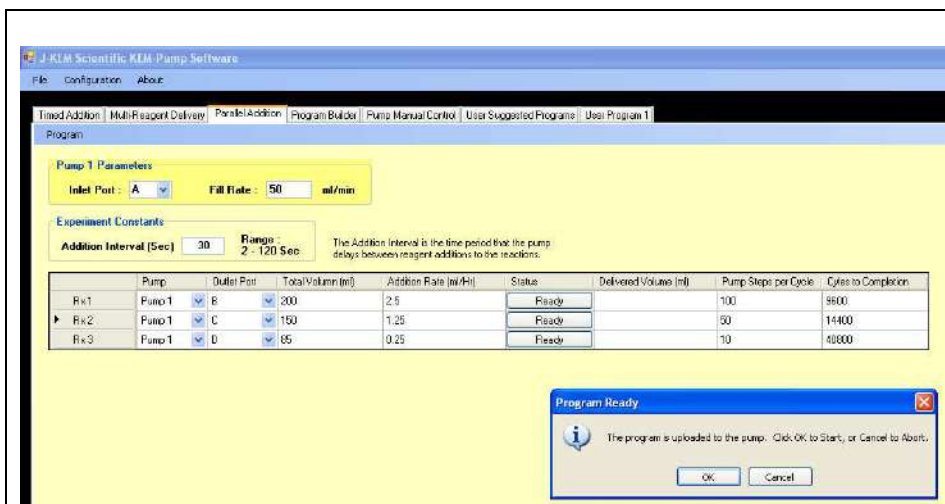 J-KEM Scientific KEM-Pump Software
File Configuration About
Timed Addition Multi-Reagent Delivery Parallel Addition Program Builder Pump Manual Control User Suggested Programs User Program 1
Program
Pump 1 Parameters
Inlet Port : A Fill Rate : 50 ml/min
Experiment Constants
Addition Interval (Sec) 30 Range : 2 - 120 Sec
The Addition Interval is the time period that the pump
delays between reagent additions to the reactions.
Pump Outlet Port Total Volumn (ml) Addition Rate (ml/Hr) Status Delivered Volume (ml) Pump Steps per Cycle Cyles to Completion
Rx1 Pump 1 B 200 2.5 Ready 100 9600
Rx2 Pump 1 C 150 1.25 Ready 50 14400
Rx3 Pump 1 D 85 0.25 Ready 10 40800
Program Ready
The program is uploaded to the pump. Click OK to Start, or Cancel to Abort.
OK Cancel